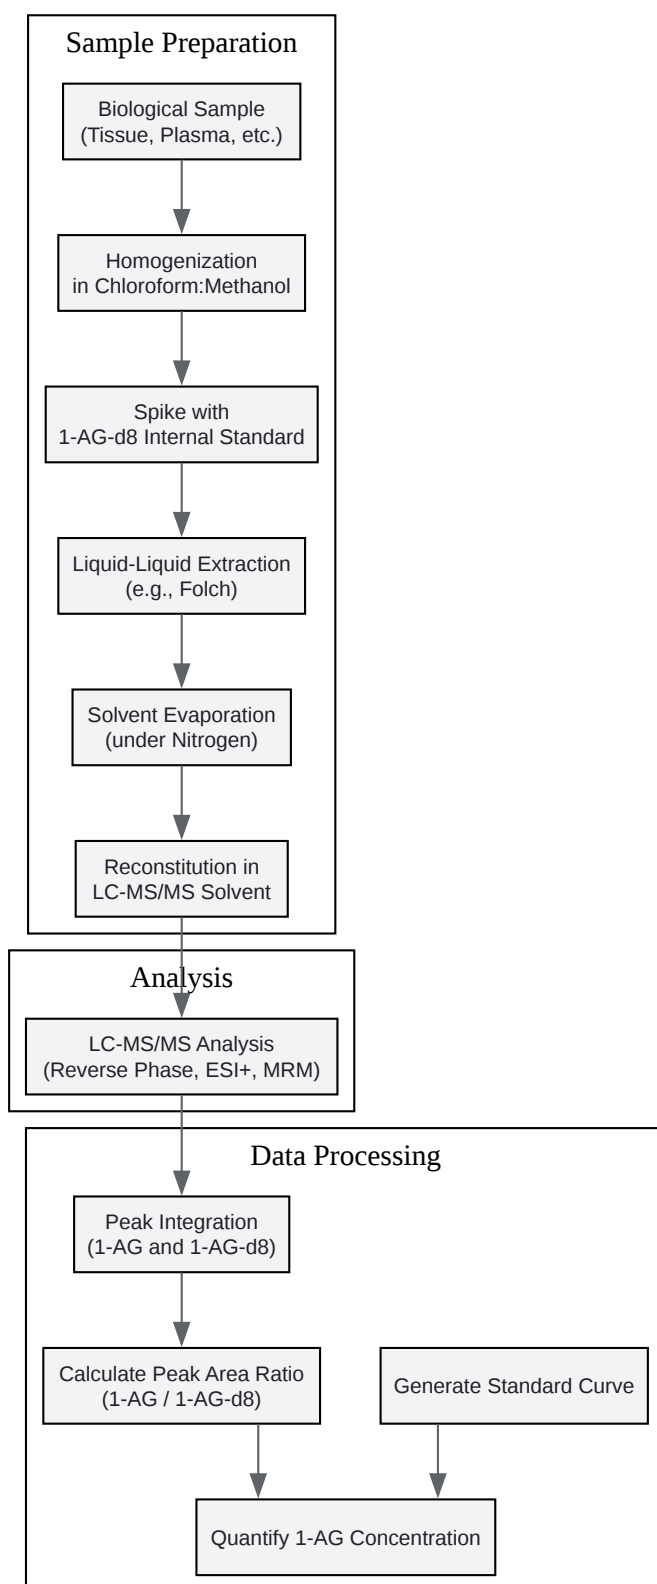 Sample Preparation
Biological Sample
(Tissue, Plasma, etc.)
Homogenization
in Chloroform:Methanol
Spike with
1-AG-d8 Internal Standard
Liquid-Liquid Extraction
(e.g., Folch)
Solvent Evaporation
(under Nitrogen)
Reconstitution in
LC-MS/MS Solvent
Analysis
LC-MS/MS Analysis
(Reverse Phase, ESI+, MRM)
Data Processing
Peak Integration
(1-AG and 1-AG-d8)
Calculate Peak Area Ratio
(1-AG / 1-AG-d8)
Generate Standard Curve
Quantify 1-AG Concentration